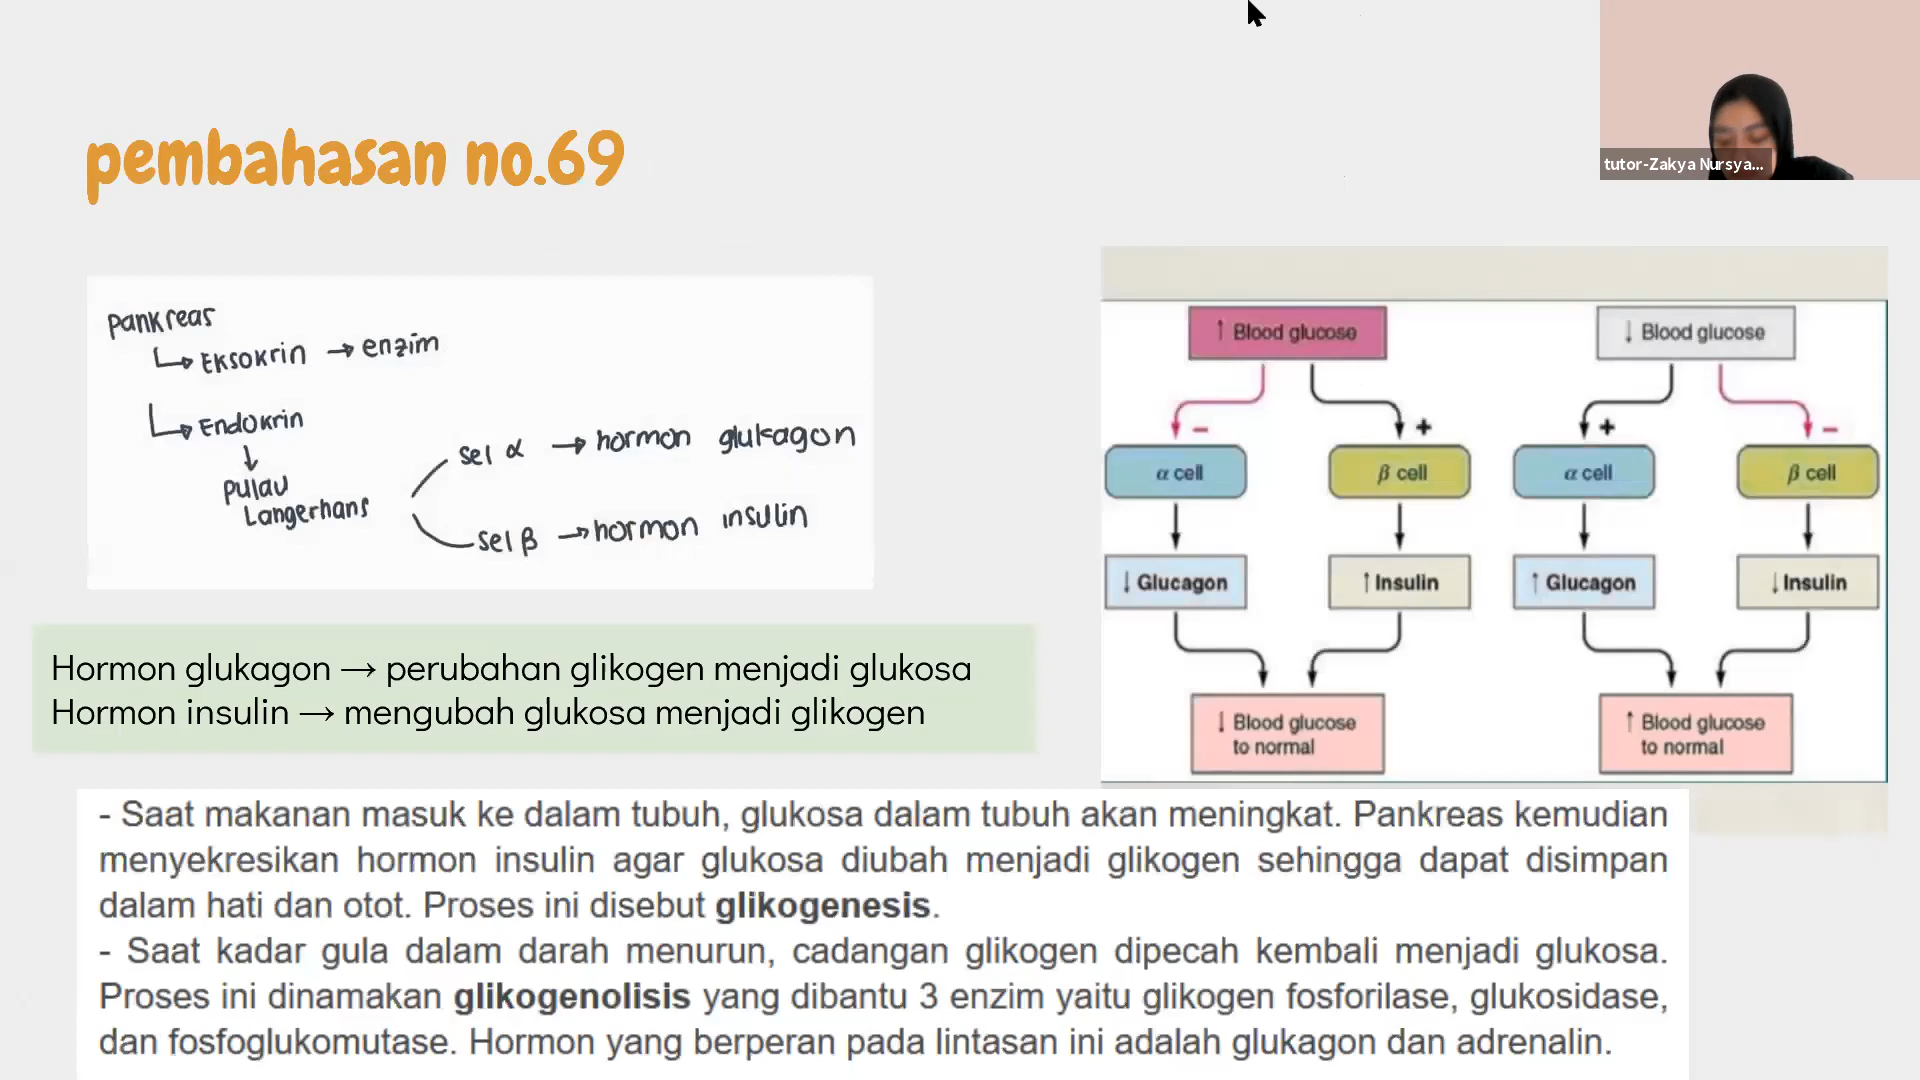 pembahasan no.69
tutor-Zakya Nursya...
Pankreas
Eksokrin → enzim
Endokrin
↓
Pulau
Langerhans
sel α → hormon glukagon
sel β → hormon insulin
Hormon glukagon → perubahan glikogen menjadi glukosa
Hormon insulin → mengubah glukosa menjadi glikogen
↑ Blood glucose
− +
α cell
β cell
↓ Glucagon
↑ Insulin
↓ Blood glucose
to normal
↓ Blood glucose
+ −
α cell
β cell
↑ Glucagon
↓ Insulin
↑ Blood glucose
to normal
- Saat makanan masuk ke dalam tubuh, glukosa dalam tubuh akan meningkat. Pankreas kemudian
menyekresikan hormon insulin agar glukosa diubah menjadi glikogen sehingga dapat disimpan
dalam hati dan otot. Proses ini disebut glikogenesis.
- Saat kadar gula dalam darah menurun, cadangan glikogen dipecah kembali menjadi glukosa.
Proses ini dinamakan glikogenolisis yang dibantu 3 enzim yaitu glikogen fosforilase, glukosidase,
dan fosfoglukomutase. Hormon yang berperan pada lintasan ini adalah glukagon dan adrenalin.